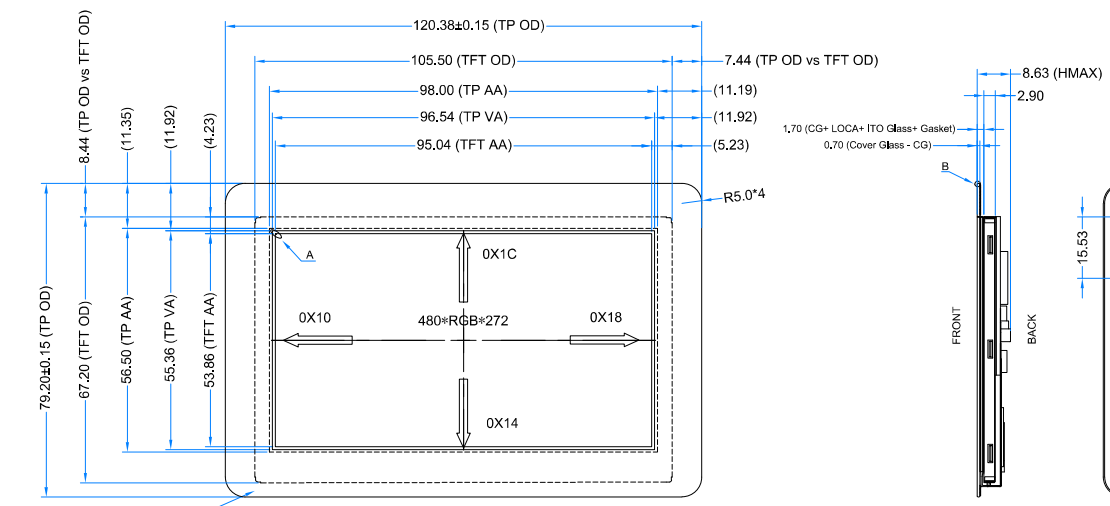 120.38±0.15 (TP OD)
105.50 (TFT OD)
7.44 (TP OD vs TFT OD)
98.00 (TP AA)
(11.19)
96.54 (TP VA)
(11.92)
95.04 (TFT AA)
(5.23)
8.44 (TP OD vs TFT OD)
(11.35)
(11.92)
(4.23)
79.20±0.15 (TP OD)
67.20 (TFT OD)
56.50 (TP AA)
55.36 (TP VA)
53.86 (TFT AA)
R5.0*4
A
0X1C
0X10
480*RGB*272
0X18
0X14
8.63 (HMAX)
2.90
1.70 (CG+ LOCA+ ITO Glass+ Gasket)
0.70 (Cover Glass - CG)
B
FRONT
BACK
15.53